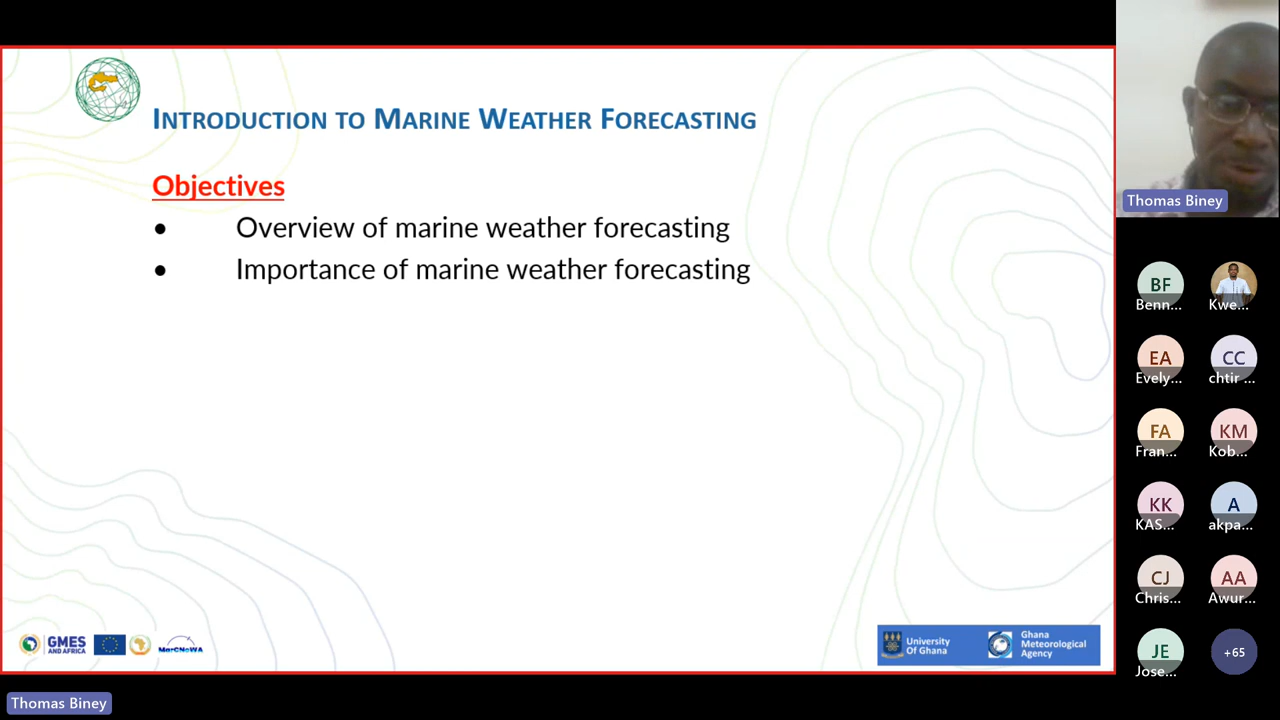 INTRODUCTION TO MARINE WEATHER FORECASTING
Objectives
• Overview of marine weather forecasting
• Importance of marine weather forecasting
GMES
AND AFRICA
MarCNoWA
University
Of Ghana
Ghana
Meteorological
Agency
Thomas Biney
BF
Benn...
Kwe...
EA
Evely...
CC
chtir ...
FA
Fran...
KM
Kob...
KK
KAS...
A
akpa...
CJ
Chris...
AA
Awur...
JE
Jose...
+65
Thomas Biney